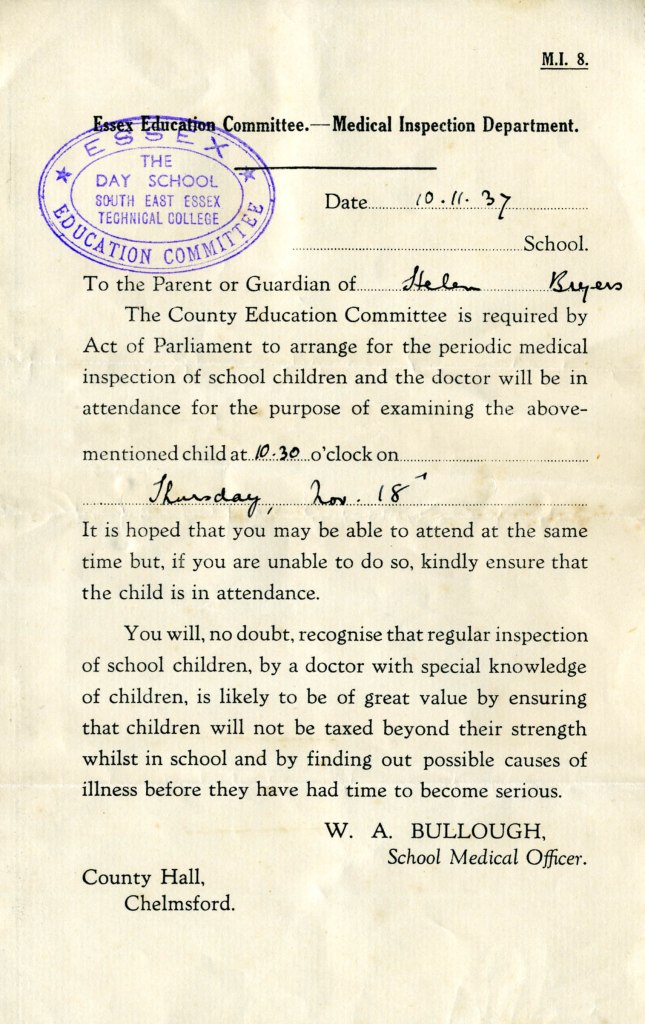 M.I. 8.
Essex Education Committee.—Medical Inspection Department.
ESSEX
THE
DAY SCHOOL
SOUTH EAST ESSEX
TECHNICAL COLLEGE
EDUCATION COMMITTEE
Date 10.11.37
School.
To the Parent or Guardian of Helen Bryers
The County Education Committee is required by
Act of Parliament to arrange for the periodic medical
inspection of school children and the doctor will be in
attendance for the purpose of examining the above-
mentioned child at 10.30 o'clock on
Thursday, Nov. 18
It is hoped that you may be able to attend at the same
time but, if you are unable to do so, kindly ensure that
the child is in attendance.
You will, no doubt, recognise that regular inspection
of school children, by a doctor with special knowledge
of children, is likely to be of great value by ensuring
that children will not be taxed beyond their strength
whilst in school and by finding out possible causes of
illness before they have had time to become serious.
W. A. BULLOUGH,
School Medical Officer.
County Hall,
Chelmsford.